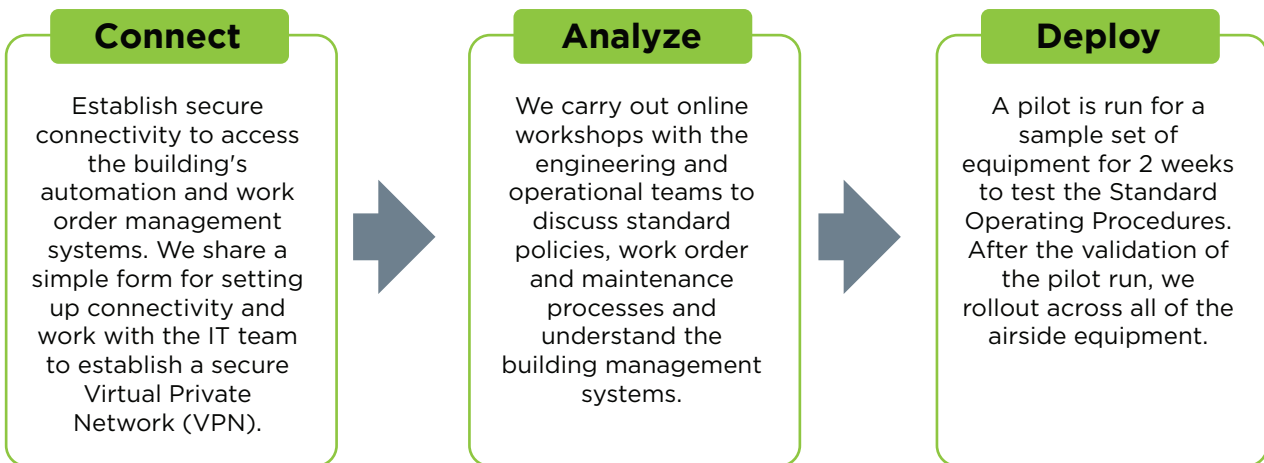 Connect
Establish secure
connectivity to access
the building's
automation and work
order management
systems. We share a
simple form for setting
up connectivity and
work with the IT team
to establish a secure
Virtual Private
Network (VPN).
Analyze
We carry out online
workshops with the
engineering and
operational teams to
discuss standard
policies, work order
and maintenance
processes and
understand the
building management
systems.
Deploy
A pilot is run for a
sample set of
equipment for 2 weeks
to test the Standard
Operating Procedures.
After the validation of
the pilot run, we
rollout across all of the
airside equipment.